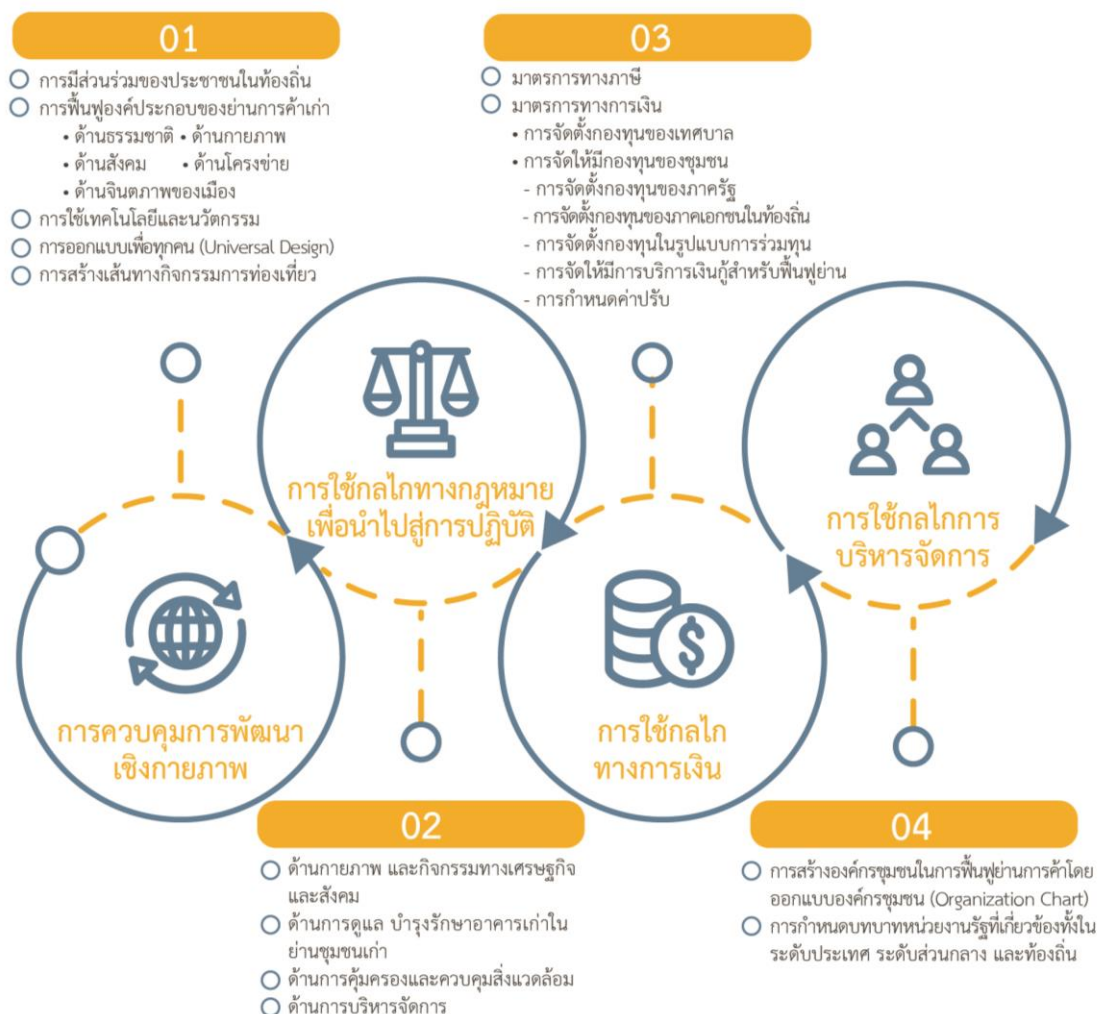 01
การมีส่วนร่วมของประชาชนในท้องถิ่น
การฟื้นฟูองค์ประกอบของย่านการค้าเก่า
• ด้านธรรมชาติ • ด้านกายภาพ
• ด้านสังคม • ด้านโครงข่าย
• ด้านจินตภาพของเมือง
การใช้เทคโนโลยีและนวัตกรรม
การออกแบบเพื่อทุกคน (Universal Design)
การสร้างเส้นทางกิจกรรมการท่องเที่ยว
03
มาตรการทางภาษี
มาตรการทางการเงิน
• การจัดตั้งกองทุนของเทศบาล
• การจัดให้มีกองทุนของชุมชน
- การจัดตั้งกองทุนของภาครัฐ
- การจัดตั้งกองทุนของภาคเอกชนในท้องถิ่น
- การจัดตั้งกองทุนในรูปแบบการร่วมทุน
- การจัดให้มีการบริการเงินกู้สำหรับฟื้นฟูย่าน
- การกำหนดค่าปรับ
การใช้กลไกทางกฎหมาย
เพื่อนำไปสู่การปฏิบัติ
การใช้กลไกการ
บริหารจัดการ
การควบคุมการพัฒนา
เชิงกายภาพ
$
การใช้กลไก
ทางการเงิน
02
ด้านกายภาพ และกิจกรรมทางเศรษฐกิจ
และสังคม
ด้านการดูแล บำรุงรักษาอาคารเก่าใน
ย่านชุมชนเก่า
ด้านการคุ้มครองและควบคุมสิ่งแวดล้อม
ด้านการบริหารจัดการ
04
การสร้างองค์กรชุมชนในการฟื้นฟูย่านการค้าโดย
ออกแบบองค์กรชุมชน (Organization Chart)
การกำหนดบทบาทหน่วยงานรัฐที่เกี่ยวข้องทั้งใน
ระดับประเทศ ระดับส่วนกลาง และท้องถิ่น